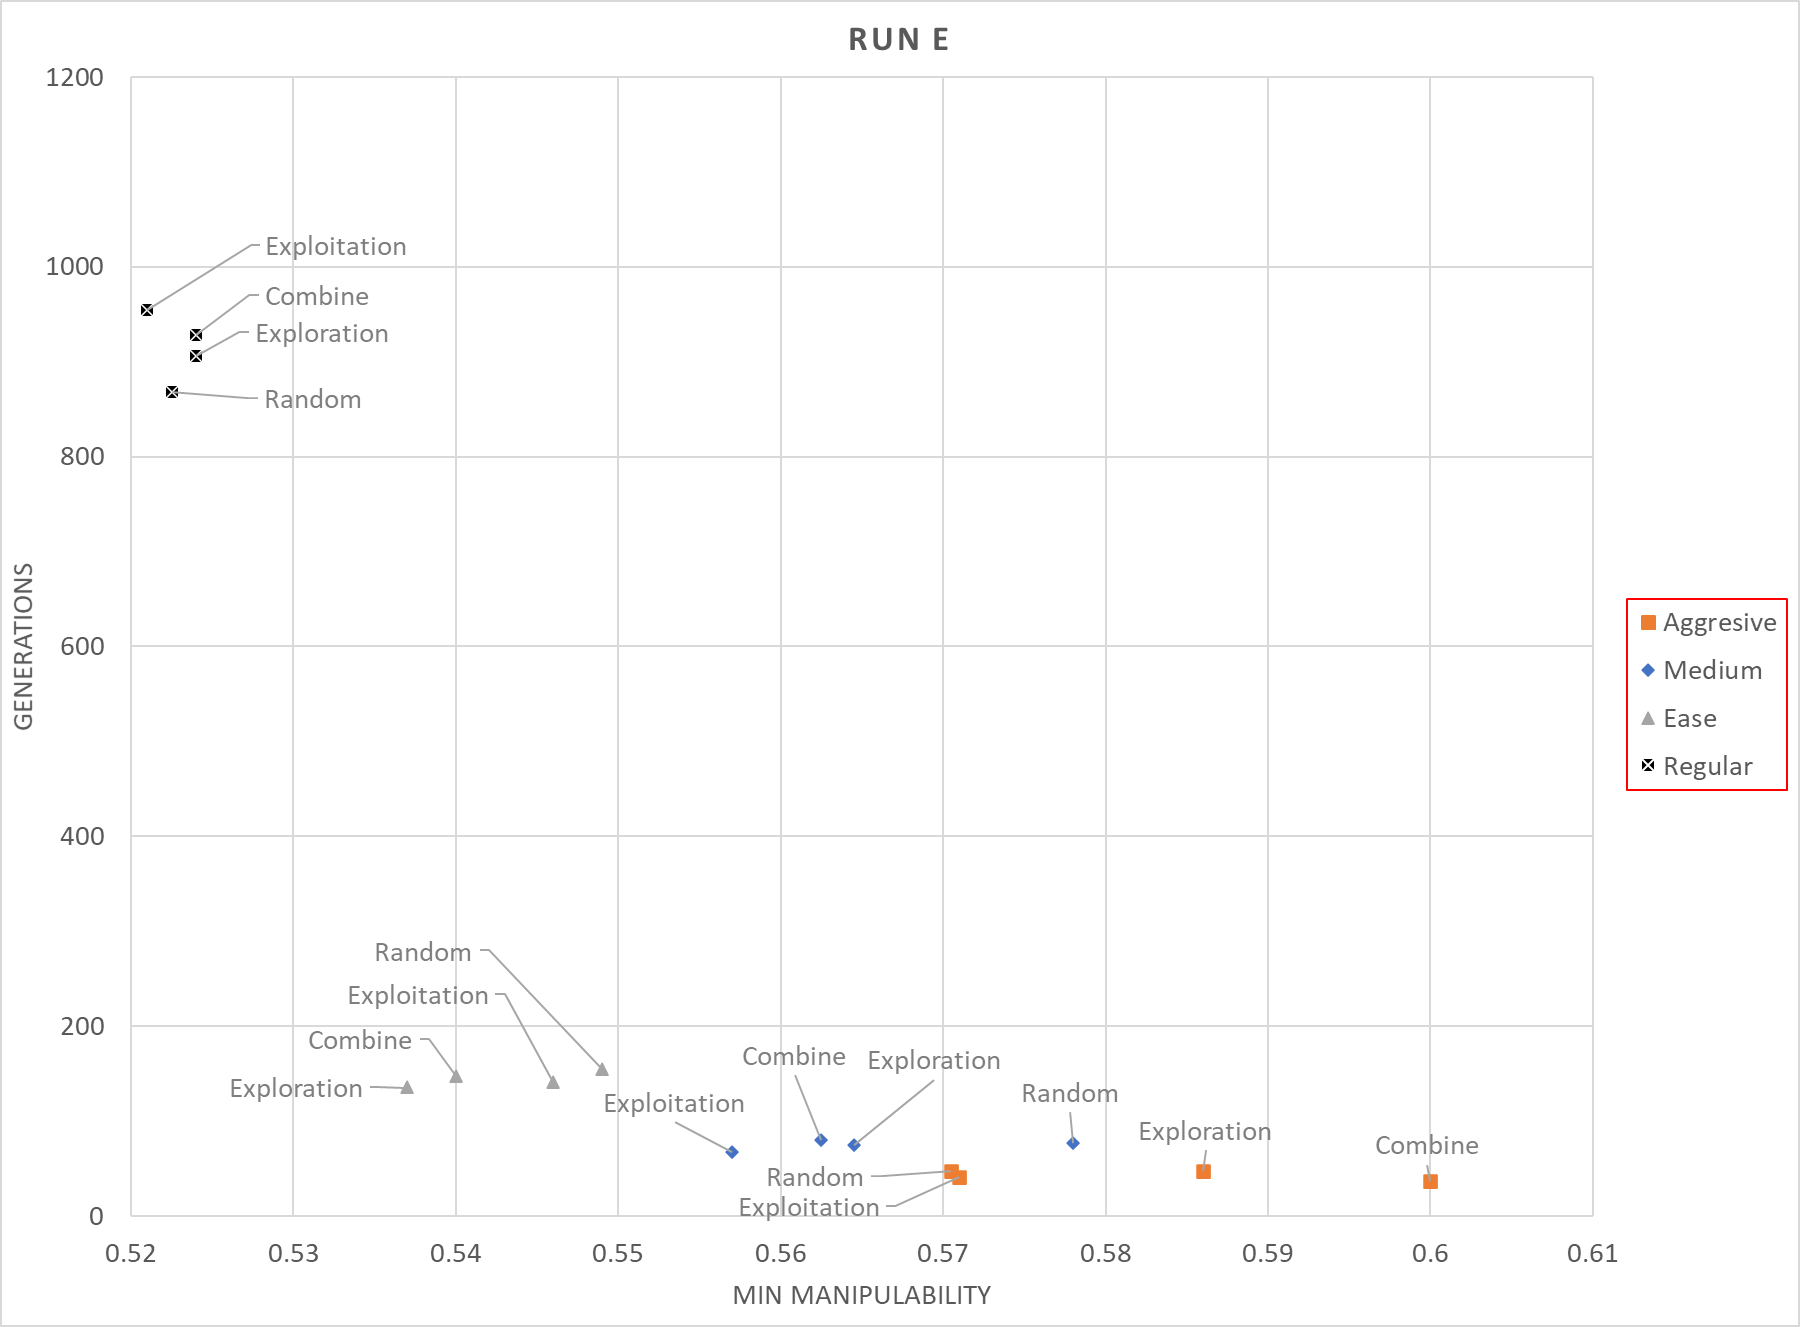 RUN E
1200
1000
800
600
400
200
0
GENERATIONS
Exploitation
Combine
Exploration
Random
Random
Exploitation
Combine
Exploration
Exploitation
Combine
Exploration
Random
Random
Exploitation
Exploration
Combine
0.52 0.53 0.54 0.55 0.56 0.57 0.58 0.59 0.6 0.61
MIN MANIPULABILITY
Aggresive
Medium
Ease
Regular